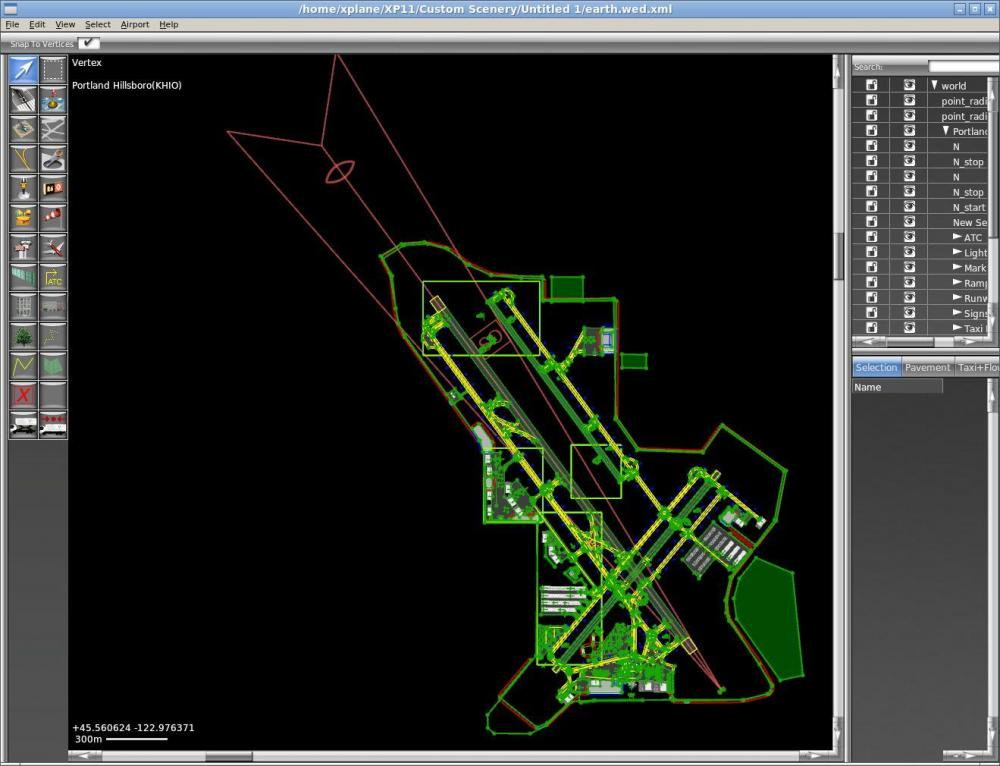 /home/xplane/XP11/Custom Scenery/Untitled 1/earth.wed.xml
File Edit View Select Airport Help
Snap To Vertices
Vertex
Portland Hillsboro(KHIO)
ATC
+45.560624 -122.976371
300m
Search:
world
point_radi
point_radi
Portland
N
N_stop
N
N_stop
N_start
New Se
ATC
Light
Mark
Ramp
Runw
Signs
Taxi
Selection Pavement Taxi+Flo
Name